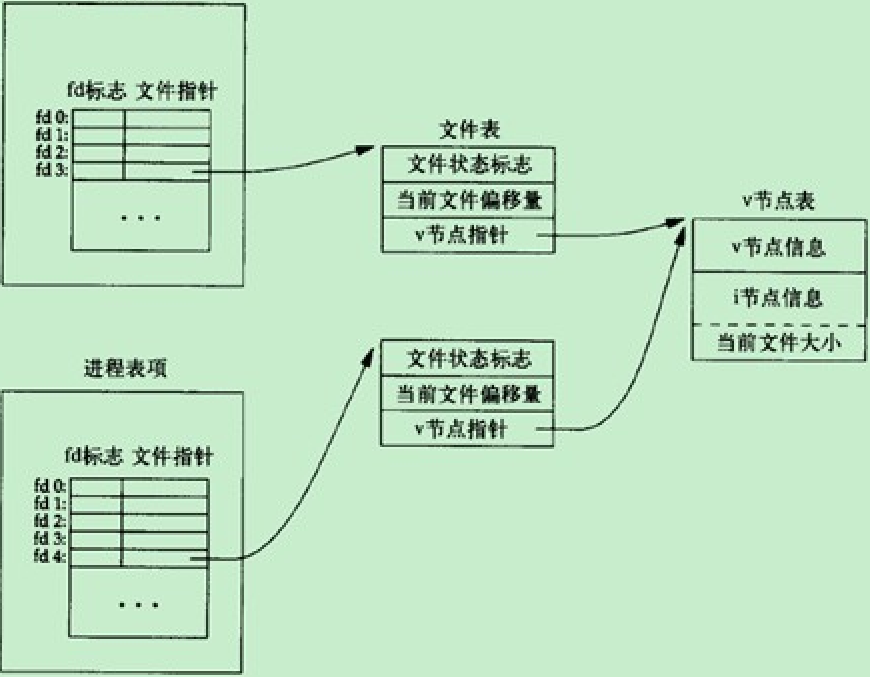 fd标志 文件指针
fd 0:
fd 1:
fd 2:
fd 3:
...
文件表
文件状态标志
当前文件偏移量
v节点指针
v节点表
v节点信息
i节点信息
当前文件大小
文件状态标志
当前文件偏移量
v节点指针
进程表项
fd标志 文件指针
fd 0:
fd 1:
fd 2:
fd 3:
fd 4:
...